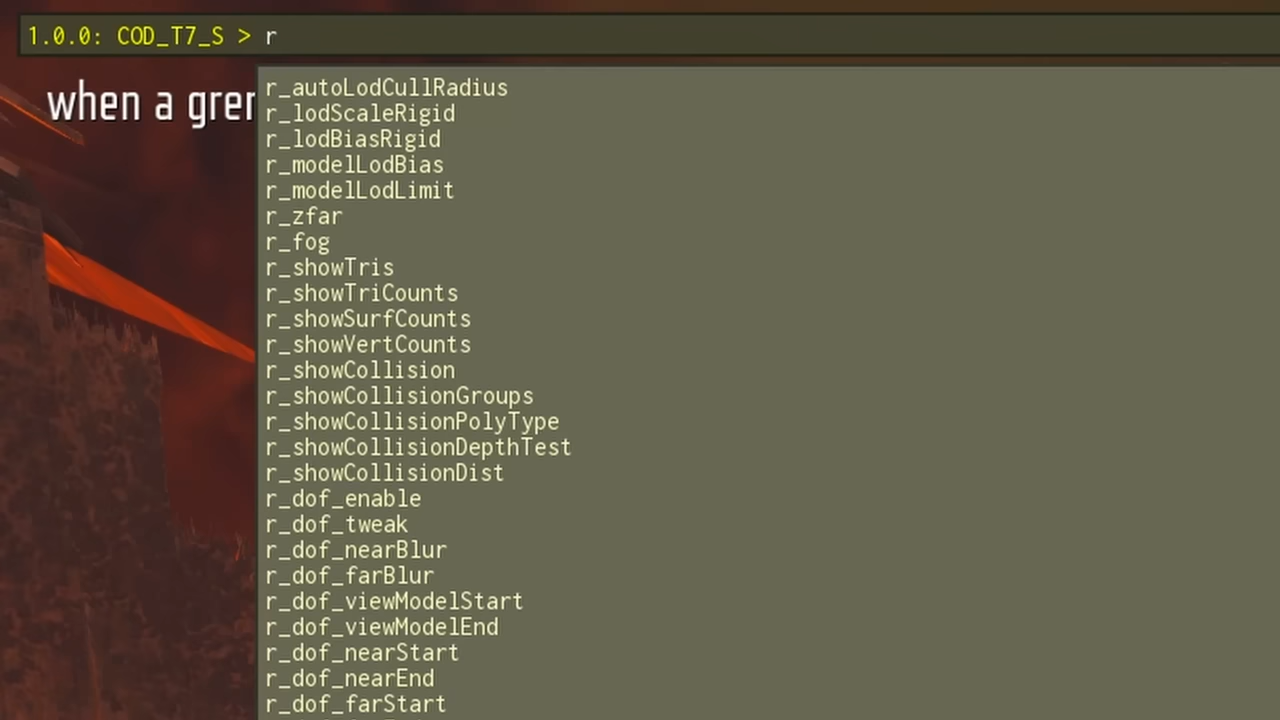 1.0.0: COD_T7_S > r
when a gren
r_autoLodCullRadius
r_lodScaleRigid
r_lodBiasRigid
r_modelLodBias
r_modelLodLimit
r_zfar
r_fog
r_showTris
r_showTriCounts
r_showSurfCounts
r_showVertCounts
r_showCollision
r_showCollisionGroups
r_showCollisionPolyType
r_showCollisionDepthTest
r_showCollisionDist
r_dof_enable
r_dof_tweak
r_dof_nearBlur
r_dof_farBlur
r_dof_viewModelStart
r_dof_viewModelEnd
r_dof_nearStart
r_dof_nearEnd
r_dof_farStart